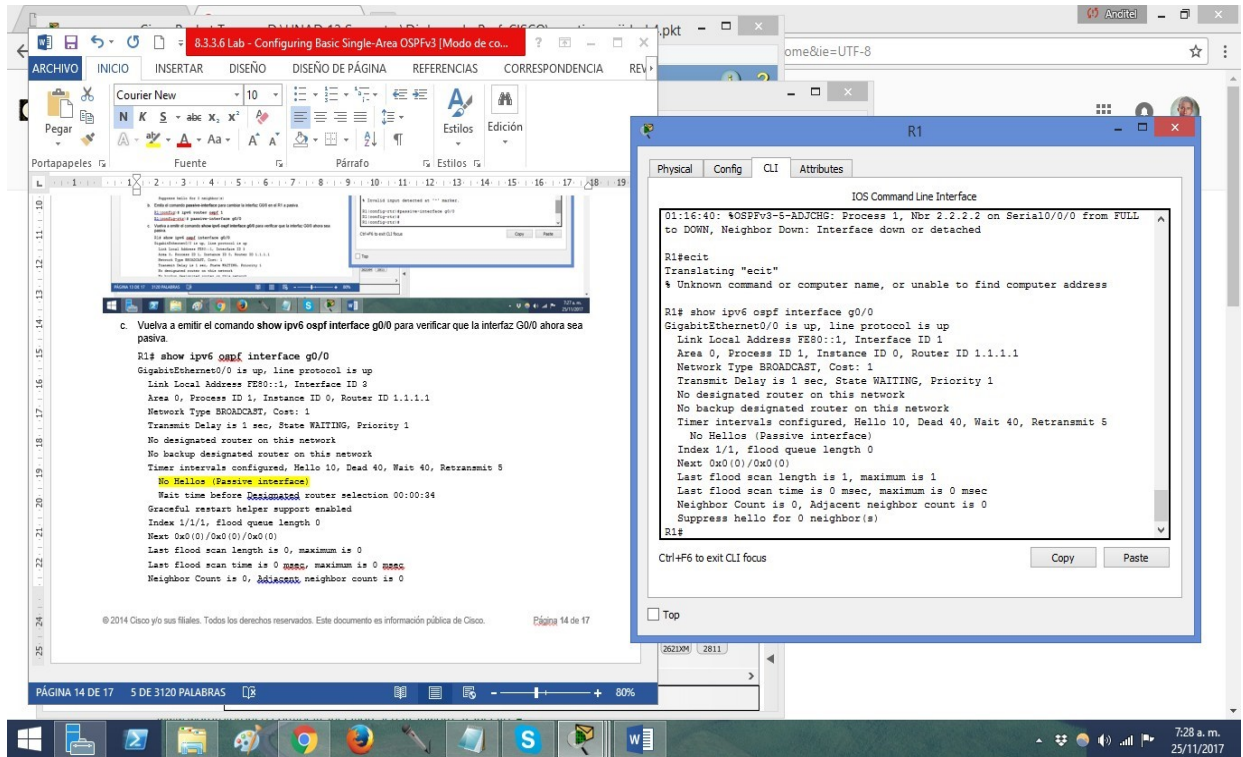 Anditel
8.3.3.6 Lab - Configuring Basic Single-Area OSPFv3 [Modo de co...
.pkt
ome&ie=UTF-8
ARCHIVO INICIO INSERTAR DISEÑO DISEÑO DE PÁGINA REFERENCIAS CORRESPONDENCIA REV
Pegar
Courier New 10
N K S abc X₂ X²
A aby A Aa A A
Estilos Edición
Portapapeles Fuente Párrafo Estilos
c. Vuelva a emitir el comando show ipv6 ospf interface g0/0 para verificar que la interfaz G0/0 ahora sea
pasiva.
R1# show ipv6 ospf interface g0/0
GigabitEthernet0/0 is up, line protocol is up
Link Local Address FE80::1, Interface ID 3
Area 0, Process ID 1, Instance ID 0, Router ID 1.1.1.1
Network Type BROADCAST, Cost: 1
Transmit Delay is 1 sec, State WAITING, Priority 1
No designated router on this network
No backup designated router on this network
Timer intervals configured, Hello 10, Dead 40, Wait 40, Retransmit 5
No Hellos (Passive interface)
Wait time before Designated router selection 00:00:34
Graceful restart helper support enabled
Index 1/1/1, flood queue length 0
Next 0x0(0)/0x0(0)/0x0(0)
Last flood scan length is 0, maximum is 0
Last flood scan time is 0 msec, maximum is 0 msec
Neighbor Count is 0, Adjacent neighbor count is 0
© 2014 Cisco y/o sus filiales. Todos los derechos reservados. Este documento es información pública de Cisco. Página 14 de 17
PÁGINA 14 DE 17 5 DE 3120 PALABRAS 80%
R1
Physical Config CLI Attributes
IOS Command Line Interface
01:16:40: %OSPFv3-5-ADJCHG: Process 1, Nbr 2.2.2.2 on Serial0/0/0 from FULL
to DOWN, Neighbor Down: Interface down or detached
R1#ecit
Translating "ecit"
% Unknown command or computer name, or unable to find computer address
R1# show ipv6 ospf interface g0/0
GigabitEthernet0/0 is up, line protocol is up
Link Local Address FE80::1, Interface ID 1
Area 0, Process ID 1, Instance ID 0, Router ID 1.1.1.1
Network Type BROADCAST, Cost: 1
Transmit Delay is 1 sec, State WAITING, Priority 1
No designated router on this network
No backup designated router on this network
Timer intervals configured, Hello 10, Dead 40, Wait 40, Retransmit 5
No Hellos (Passive interface)
Index 1/1, flood queue length 0
Next 0x0(0)/0x0(0)
Last flood scan length is 1, maximum is 1
Last flood scan time is 0 msec, maximum is 0 msec
Neighbor Count is 0, Adjacent neighbor count is 0
Suppress hello for 0 neighbor(s)
R1#
Ctrl+F6 to exit CLI focus Copy Paste
Top
2621XM 2811
7:28 a. m.
25/11/2017